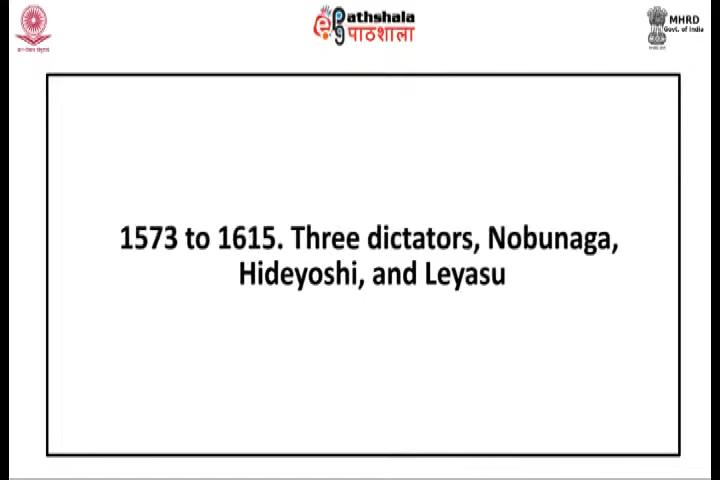 ePathshala
पाठशाला
MHRD
Govt. of India
1573 to 1615. Three dictators, Nobunaga,
Hideyoshi, and Leyasu